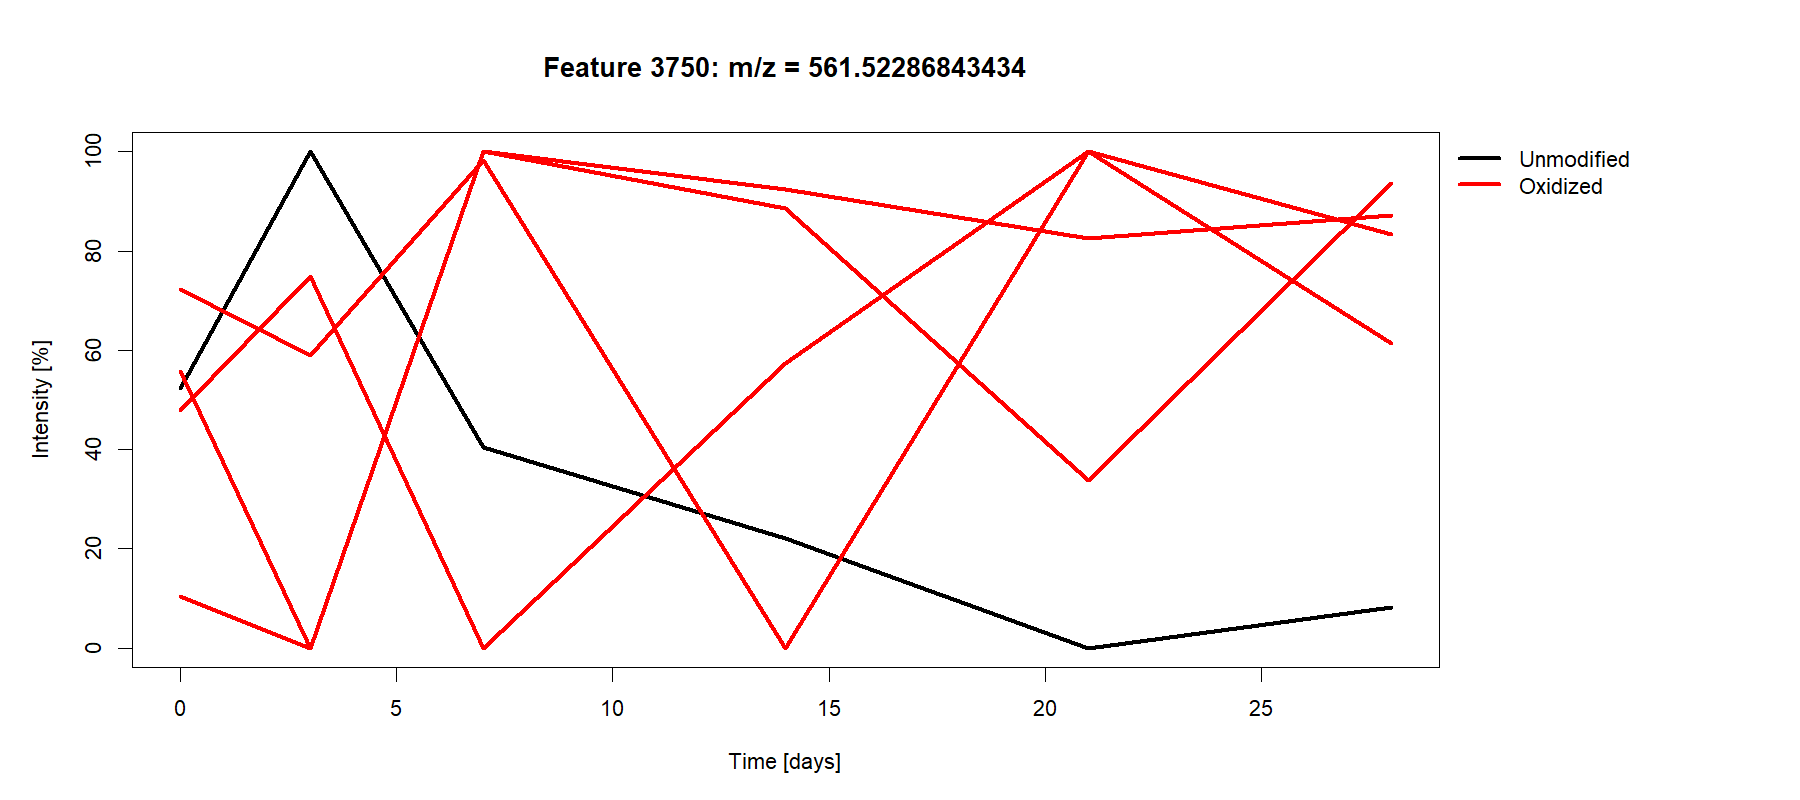 Feature 3750: m/z = 561.52286843434
Unmodified
Oxidized
Intensity [%]
100
80
60
40
20
0
0 5 10 15 20 25
Time [days]